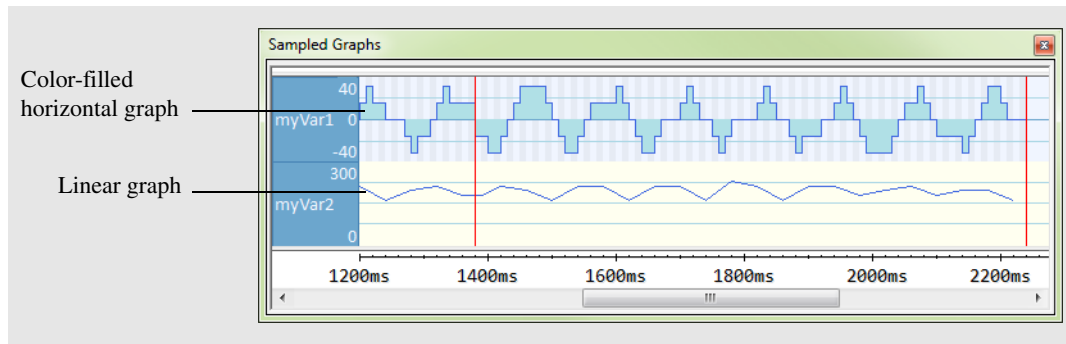 Sampled Graphs
Color-filled
horizontal graph
40
myVar1 0
-40
Linear graph
300
myVar2
0
1200ms 1400ms 1600ms 1800ms 2000ms 2200ms